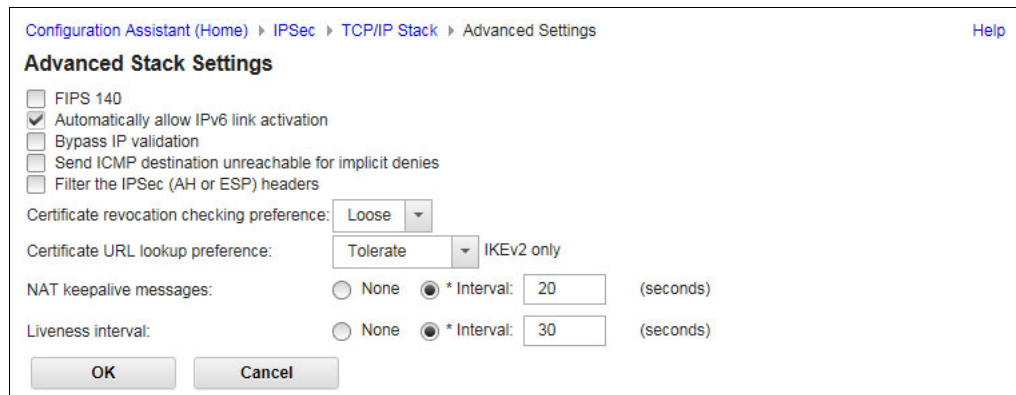 Configuration Assistant (Home) ▸ IPSec ▸ TCP/IP Stack ▸ Advanced Settings Help
Advanced Stack Settings
FIPS 140
Automatically allow IPv6 link activation
Bypass IP validation
Send ICMP destination unreachable for implicit denies
Filter the IPSec (AH or ESP) headers
Certificate revocation checking preference: Loose
Certificate URL lookup preference: Tolerate IKEv2 only
NAT keepalive messages: None * Interval: 20 (seconds)
Liveness interval: None * Interval: 30 (seconds)
OK Cancel